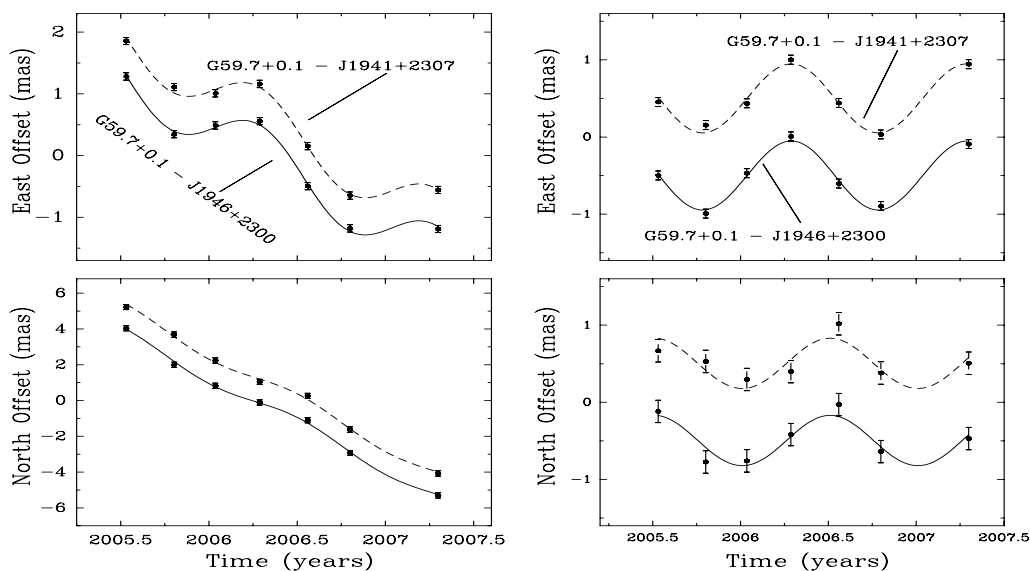 2
1
0
−1
East Offset (mas)
G59.7+0.1 − J1941+2307
G59.7+0.1 − J1946+2300
1
0
−1
East Offset (mas)
G59.7+0.1 − J1941+2307
G59.7+0.1 − J1946+2300
6
4
2
0
−2
−4
−6
North Offset (mas)
2005.5 2006 2006.5 2007 2007.5
Time (years)
1
0
−1
North Offset (mas)
2005.5 2006 2006.5 2007 2007.5
Time (years)